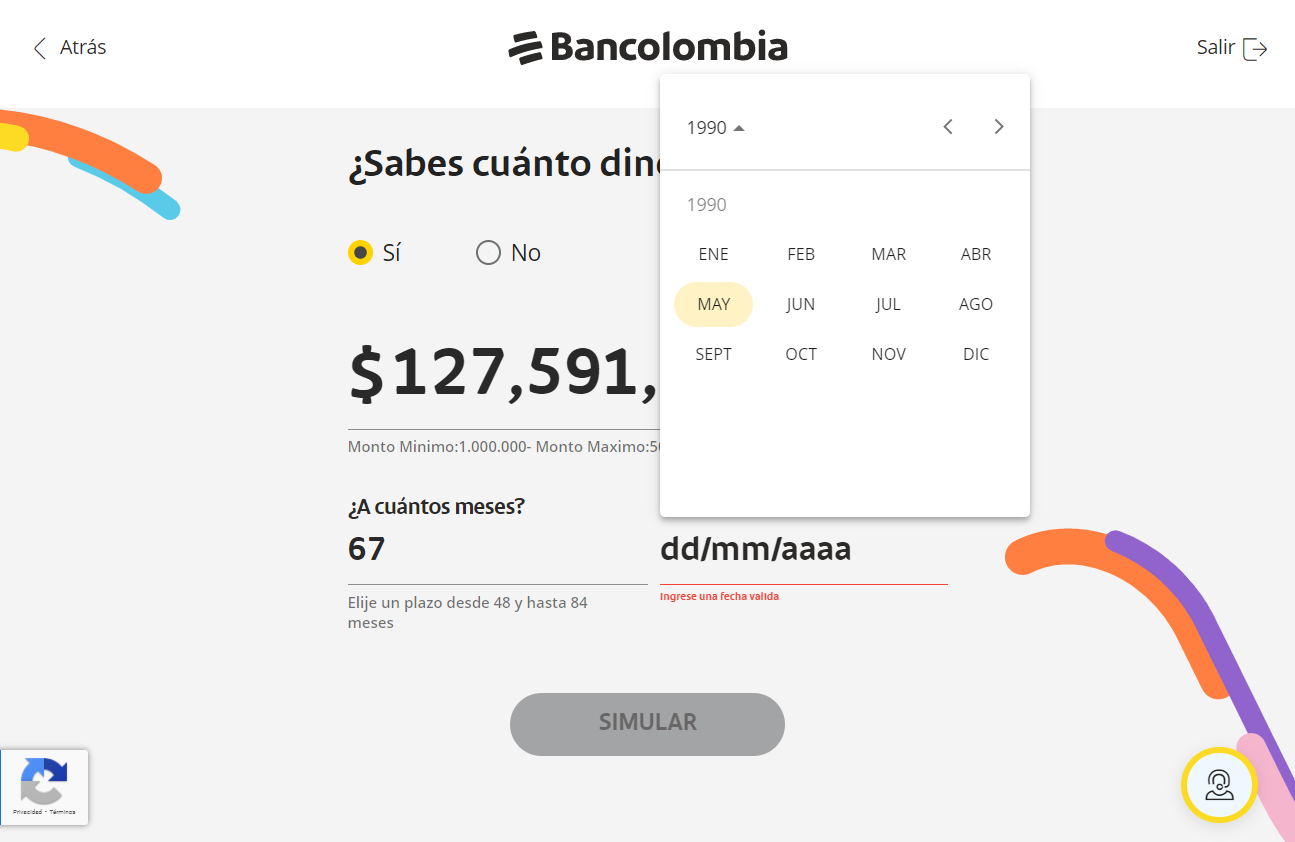 Atrás
Bancolombia
Salir
¿Sabes cuánto din
1990
1990
ENE FEB MAR ABR
MAY JUN JUL AGO
SEPT OCT NOV DIC
Sí No
$127,591,
Monto Minimo:1.000.000- Monto Maximo:5
¿A cuántos meses?
67
dd/mm/aaaa
Elije un plazo desde 48 y hasta 84
meses
Ingrese una fecha valida
SIMULAR
Privacidad - Términos